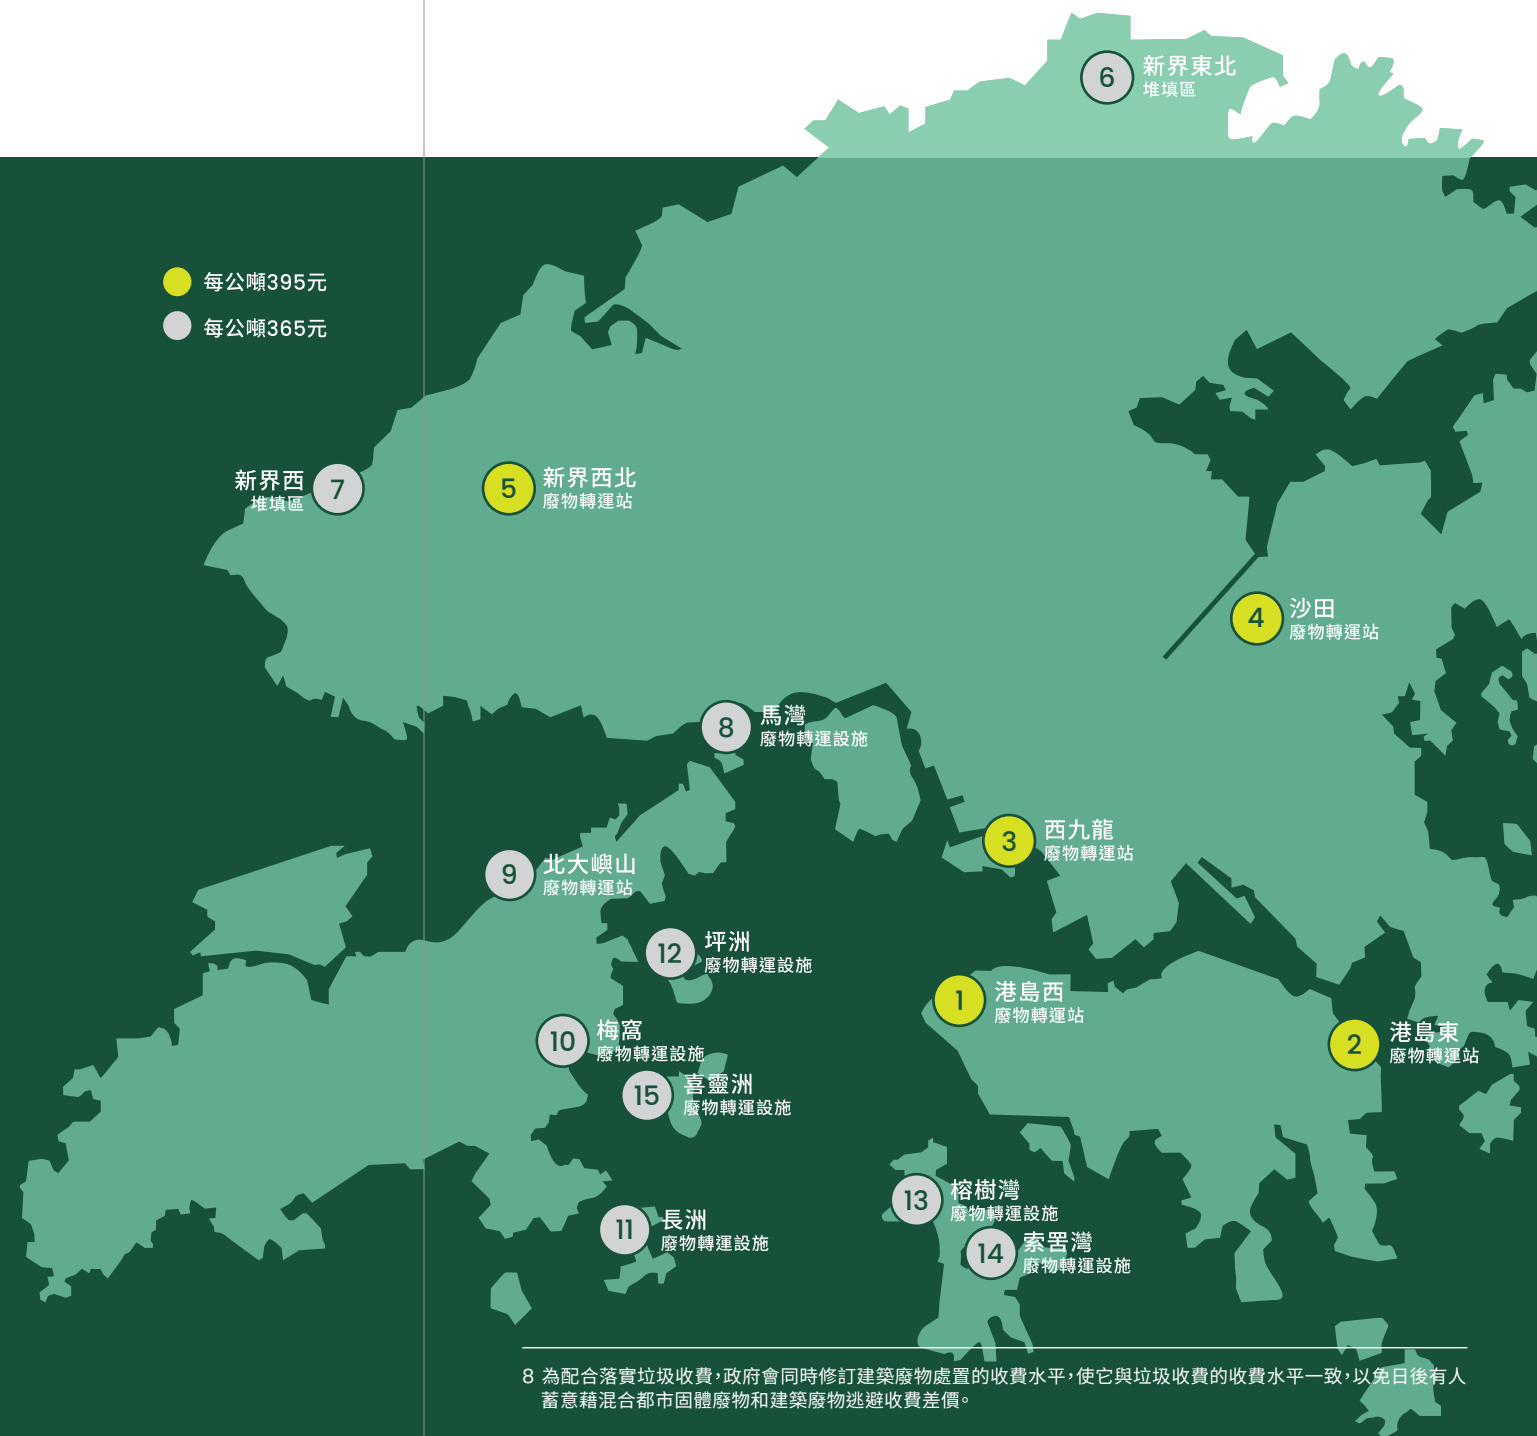 6
新界東北
堆填區
每公噸395元
每公噸365元
新界西
堆填區
7
5
新界西北
廢物轉運站
4
沙田
廢物轉運站
8
馬灣
廢物轉運設施
3
西九龍
廢物轉運站
9
北大嶼山
廢物轉運站
12
坪洲
廢物轉運設施
1
港島西
廢物轉運站
10
梅窩
廢物轉運設施
2
港島東
廢物轉運站
15
喜靈洲
廢物轉運設施
13
榕樹灣
廢物轉運設施
11
長洲
廢物轉運設施
14
索罟灣
廢物轉運設施
8 為配合落實垃圾收費，政府會同時修訂建築廢物處置的收費水平，使它與垃圾收費的收費水平一致，以免日後有人
蓄意藉混合都市固體廢物和建築廢物逃避收費差價。